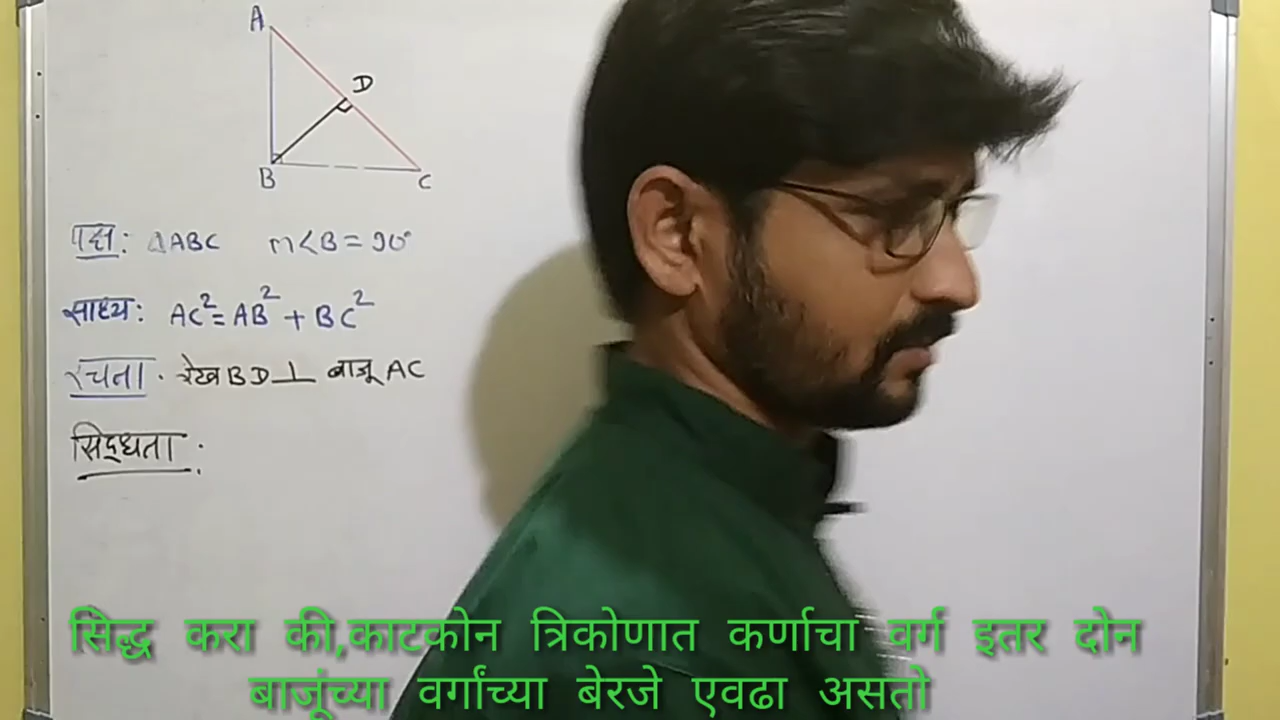 A
D
B
C
पक्ष: △ABC m<B = 90°
साध्य: AC² = AB² + BC²
रचना. रेख BD ⊥ बाजू AC
सिद्धता :
सिद्ध करा की,काटकोन त्रिकोणात कर्णाचा वर्ग इतर दोन
बाजूंच्या वर्गांच्या बेरजे एवढा असतो